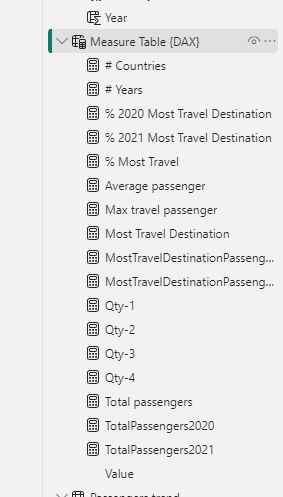 Year
Measure Table {DAX}
# Countries
# Years
% 2020 Most Travel Destination
% 2021 Most Travel Destination
% Most Travel
Average passenger
Max travel passenger
Most Travel Destination
MostTravelDestinationPasseng...
MostTravelDestinationPasseng...
Qty-1
Qty-2
Qty-3
Qty-4
Total passengers
TotalPassengers2020
TotalPassengers2021
Value
Passengers trend